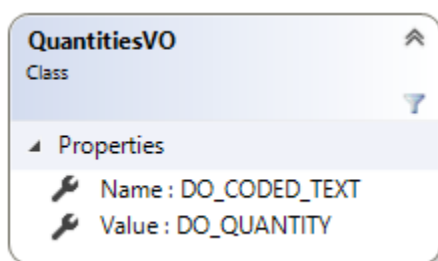 QuantitiesVO
Class
Properties
Name : DO_CODED_TEXT
Value : DO_QUANTITY